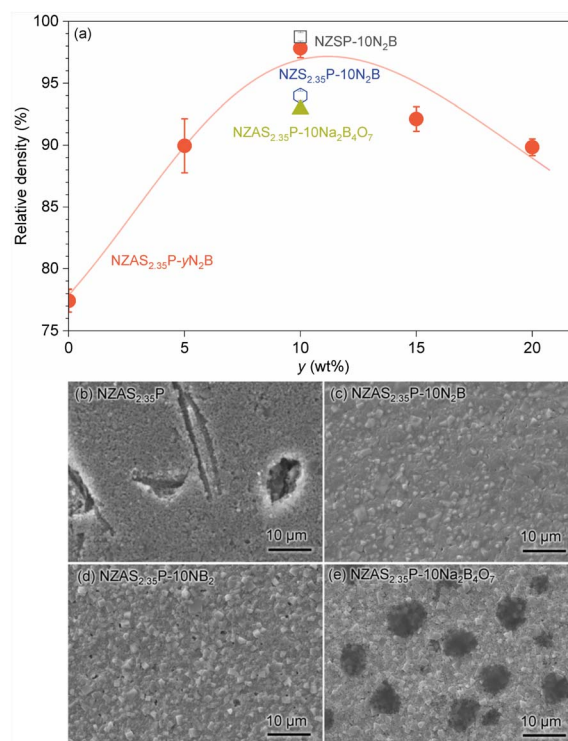 (a)
100
95
90
85
80
75
Relative density (%)
NZSP-10N₂B
NZS₂.₃₅P-10N₂B
NZAS₂.₃₅P-10Na₂B₄O₇
NZAS₂.₃₅P-yN₂B
0 5 10 15 20
y (wt%)
(b) NZAS₂.₃₅P
10 μm
(c) NZAS₂.₃₅P-10N₂B
10 μm
(d) NZAS₂.₃₅P-10NB₂
10 μm
(e) NZAS₂.₃₅P-10Na₂B₄O₇
10 μm